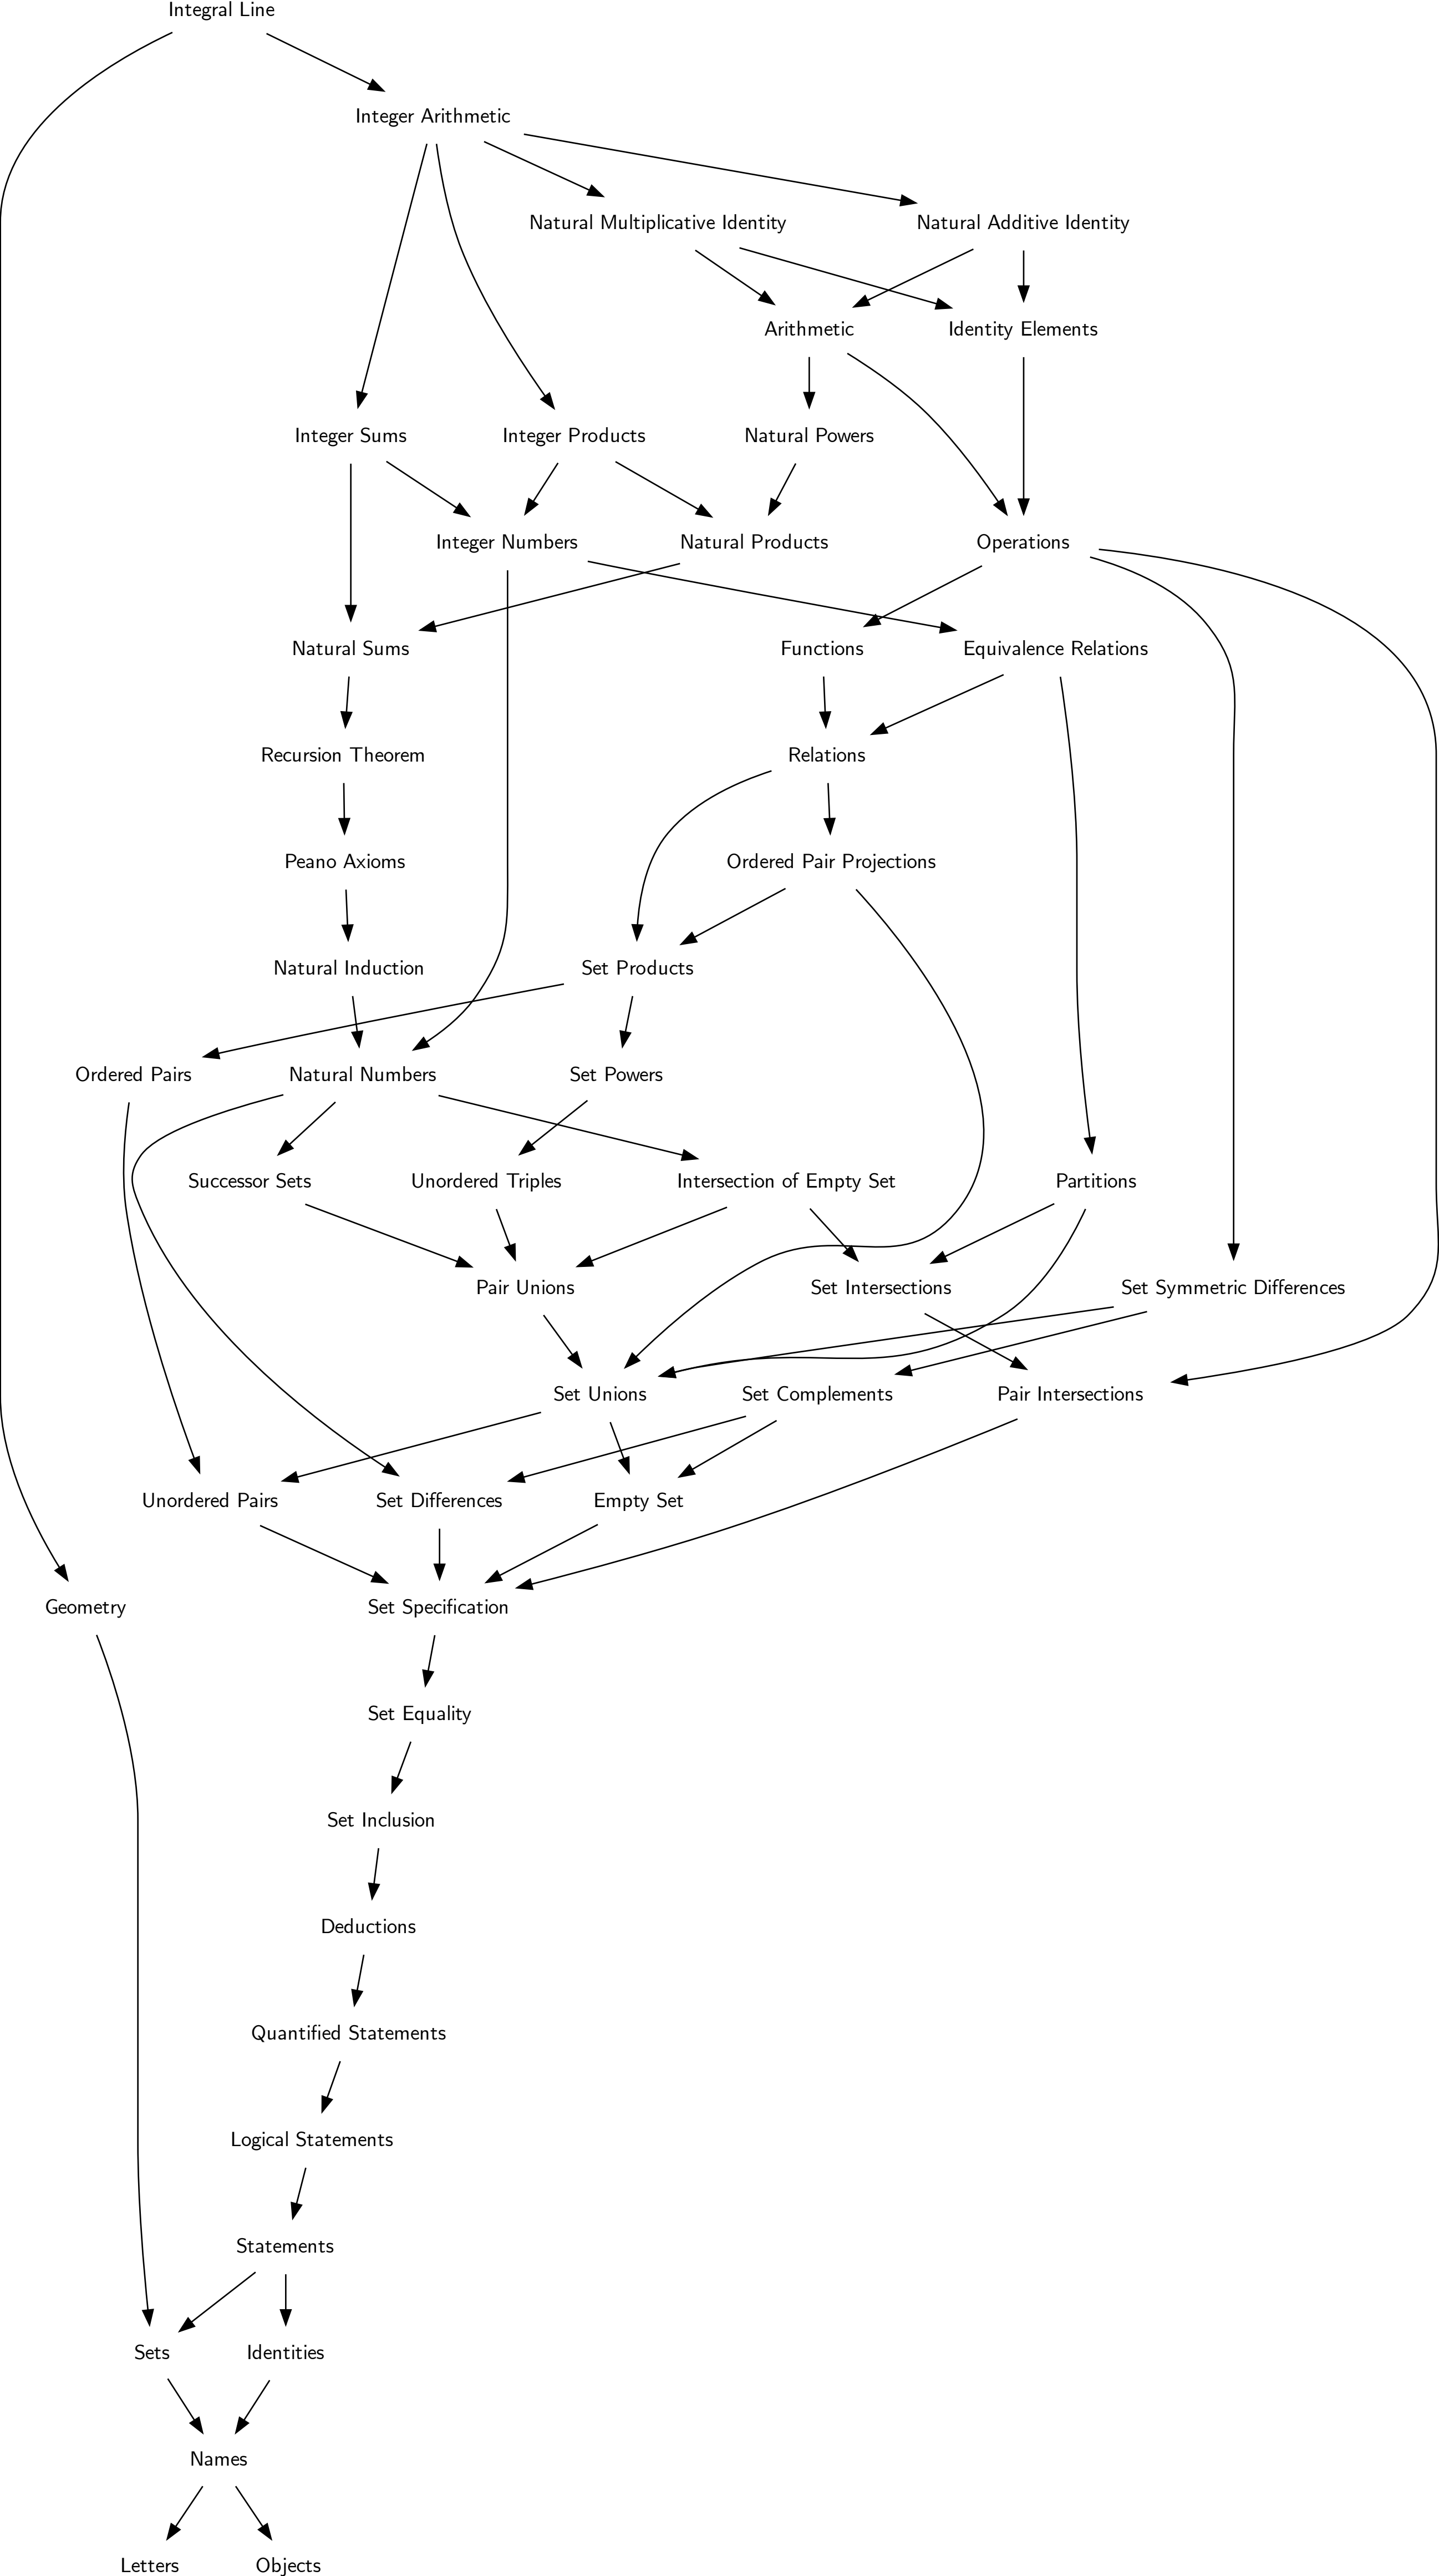 Integral Line
Integer Arithmetic
Natural Multiplicative Identity
Natural Additive Identity
Arithmetic
Identity Elements
Integer Sums
Integer Products
Natural Powers
Integer Numbers
Natural Products
Operations
Natural Sums
Functions
Equivalence Relations
Recursion Theorem
Relations
Peano Axioms
Ordered Pair Projections
Natural Induction
Set Products
Ordered Pairs
Natural Numbers
Set Powers
Successor Sets
Unordered Triples
Intersection of Empty Set
Partitions
Pair Unions
Set Intersections
Set Symmetric Differences
Set Unions
Set Complements
Pair Intersections
Unordered Pairs
Set Differences
Empty Set
Geometry
Set Specification
Set Equality
Set Inclusion
Deductions
Quantified Statements
Logical Statements
Statements
Sets
Identities
Names
Letters
Objects